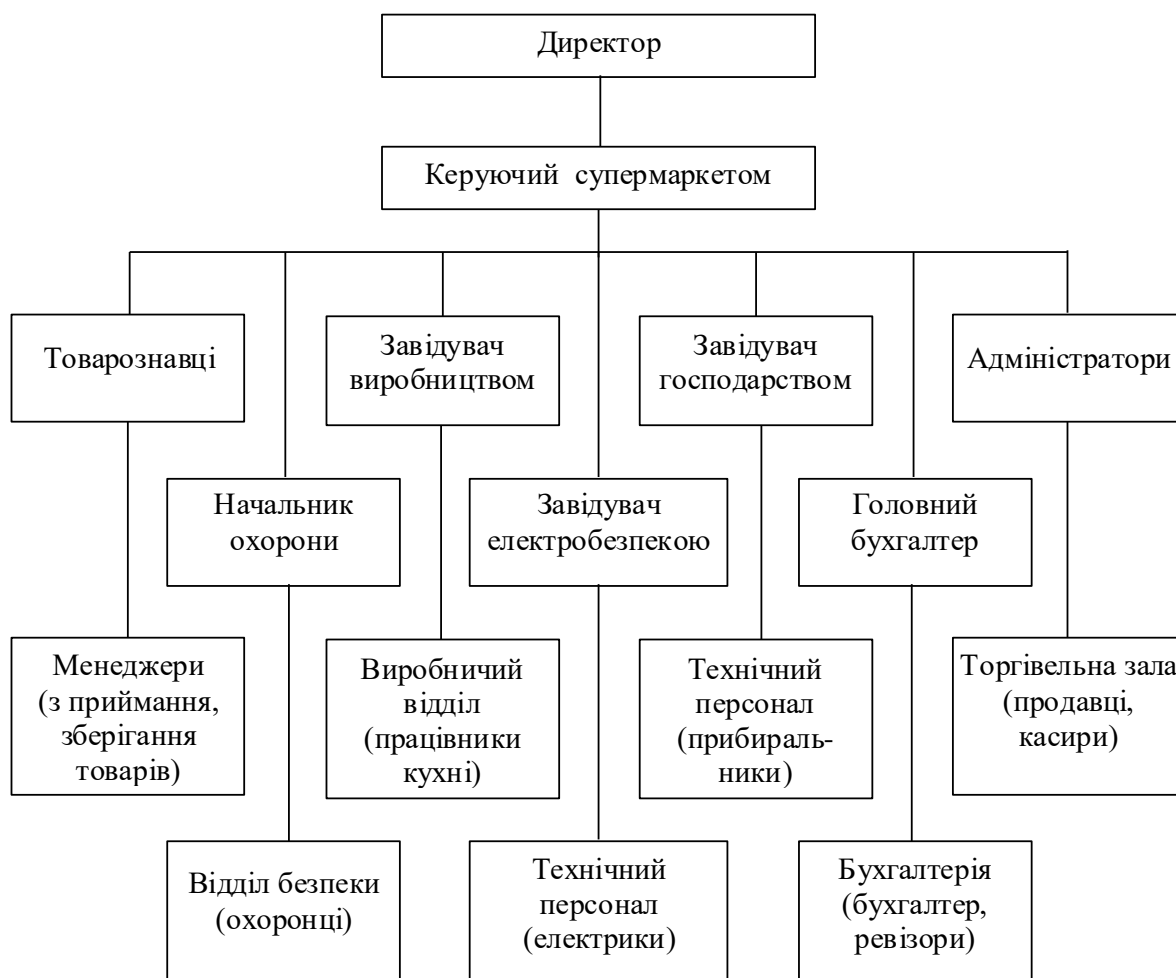 Директор
Керуючий супермаркетом
Товарознавці
Завідувач
виробництвом
Завідувач
господарством
Адміністратори
Начальник
охорони
Завідувач
електробезпекою
Головний
бухгалтер
Менеджери
(з приймання,
зберігання
товарів)
Виробничий
відділ
(працівники
кухні)
Технічний
персонал
(прибираль-
ники)
Торгівельна зала
(продавці,
касири)
Відділ безпеки
(охоронці)
Технічний
персонал
(електрики)
Бухгалтерія
(бухгалтер,
ревізори)